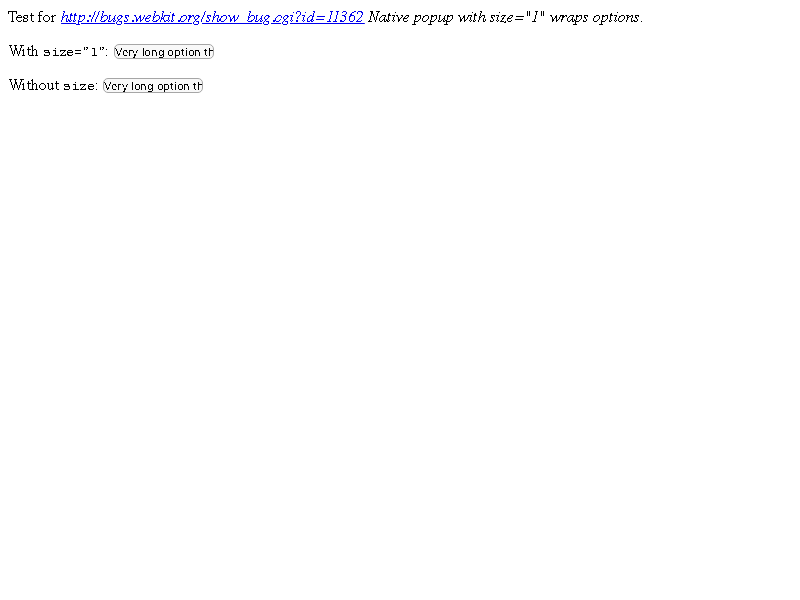 Test for http://bugs.webkit.org/show_bug.cgi?id=11362 Native popup with size="1" wraps options.
With size="1": Very long option th
Without size: Very long option th